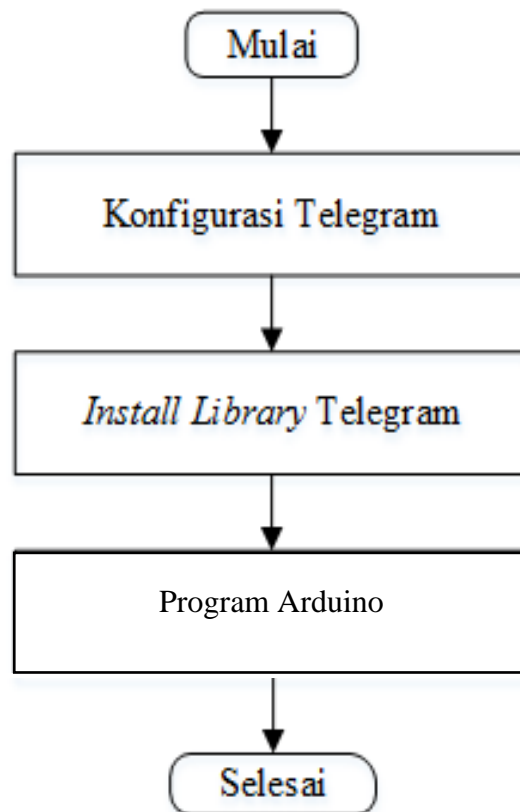 Mulai
Konfigurasi Telegram
Install Library Telegram
Program Arduino
Selesai